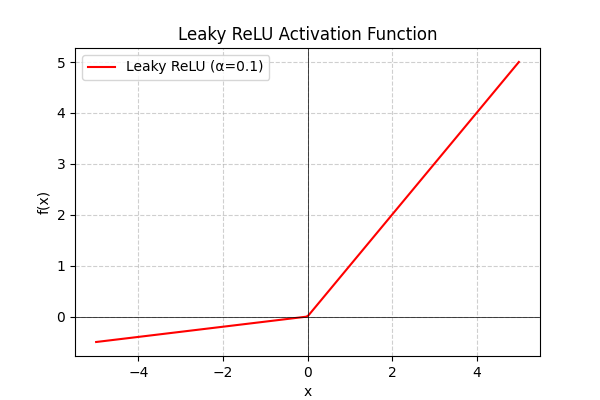 Leaky ReLU Activation Function
Leaky ReLU (α=0.1)
5
4
3
2
1
0
f(x)
−4
−2
0
2
4
x